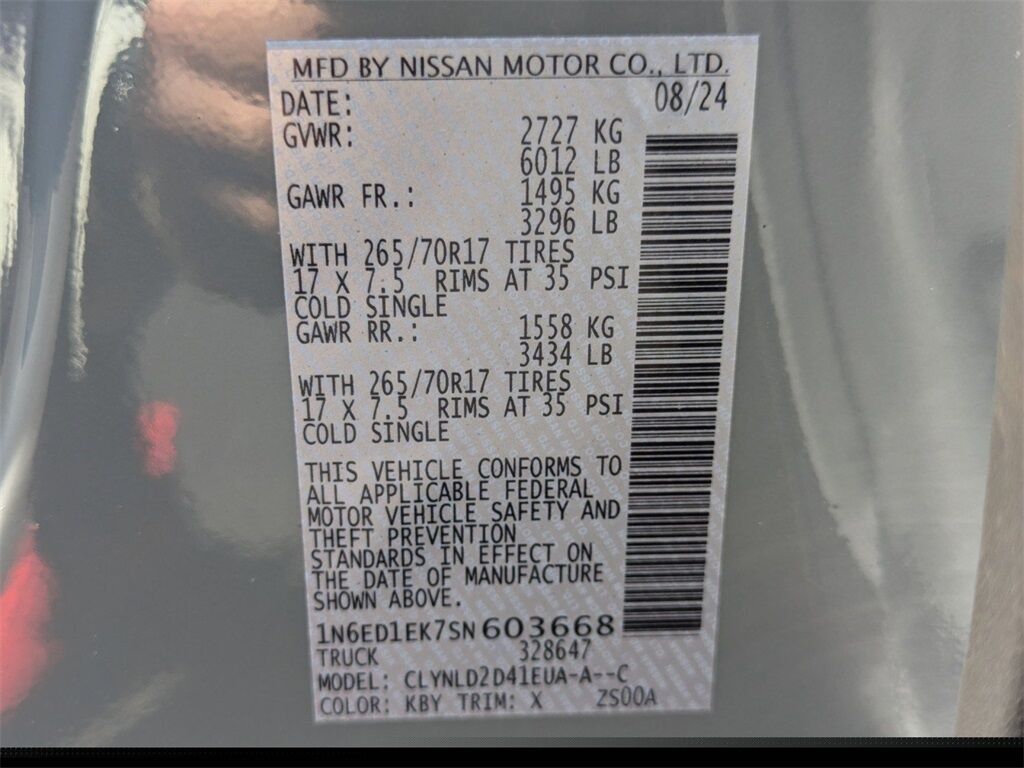 MFD BY NISSAN MOTOR CO., LTD.
DATE: 08/24
GVWR: 2727 KG
6012 LB
GAWR FR.: 1495 KG
3296 LB
WITH 265/70R17 TIRES
17 X 7.5 RIMS AT 35 PSI
COLD SINGLE
GAWR RR.: 1558 KG
3434 LB
WITH 265/70R17 TIRES
17 X 7.5 RIMS AT 35 PSI
COLD SINGLE
THIS VEHICLE CONFORMS TO
ALL APPLICABLE FEDERAL
MOTOR VEHICLE SAFETY AND
THEFT PREVENTION
STANDARDS IN EFFECT ON
THE DATE OF MANUFACTURE
SHOWN ABOVE.
1N6ED1EK7SN603668
TRUCK 328647
MODEL: CLYNLD2D41EUA-A--C
COLOR: KBY TRIM: X ZS00A